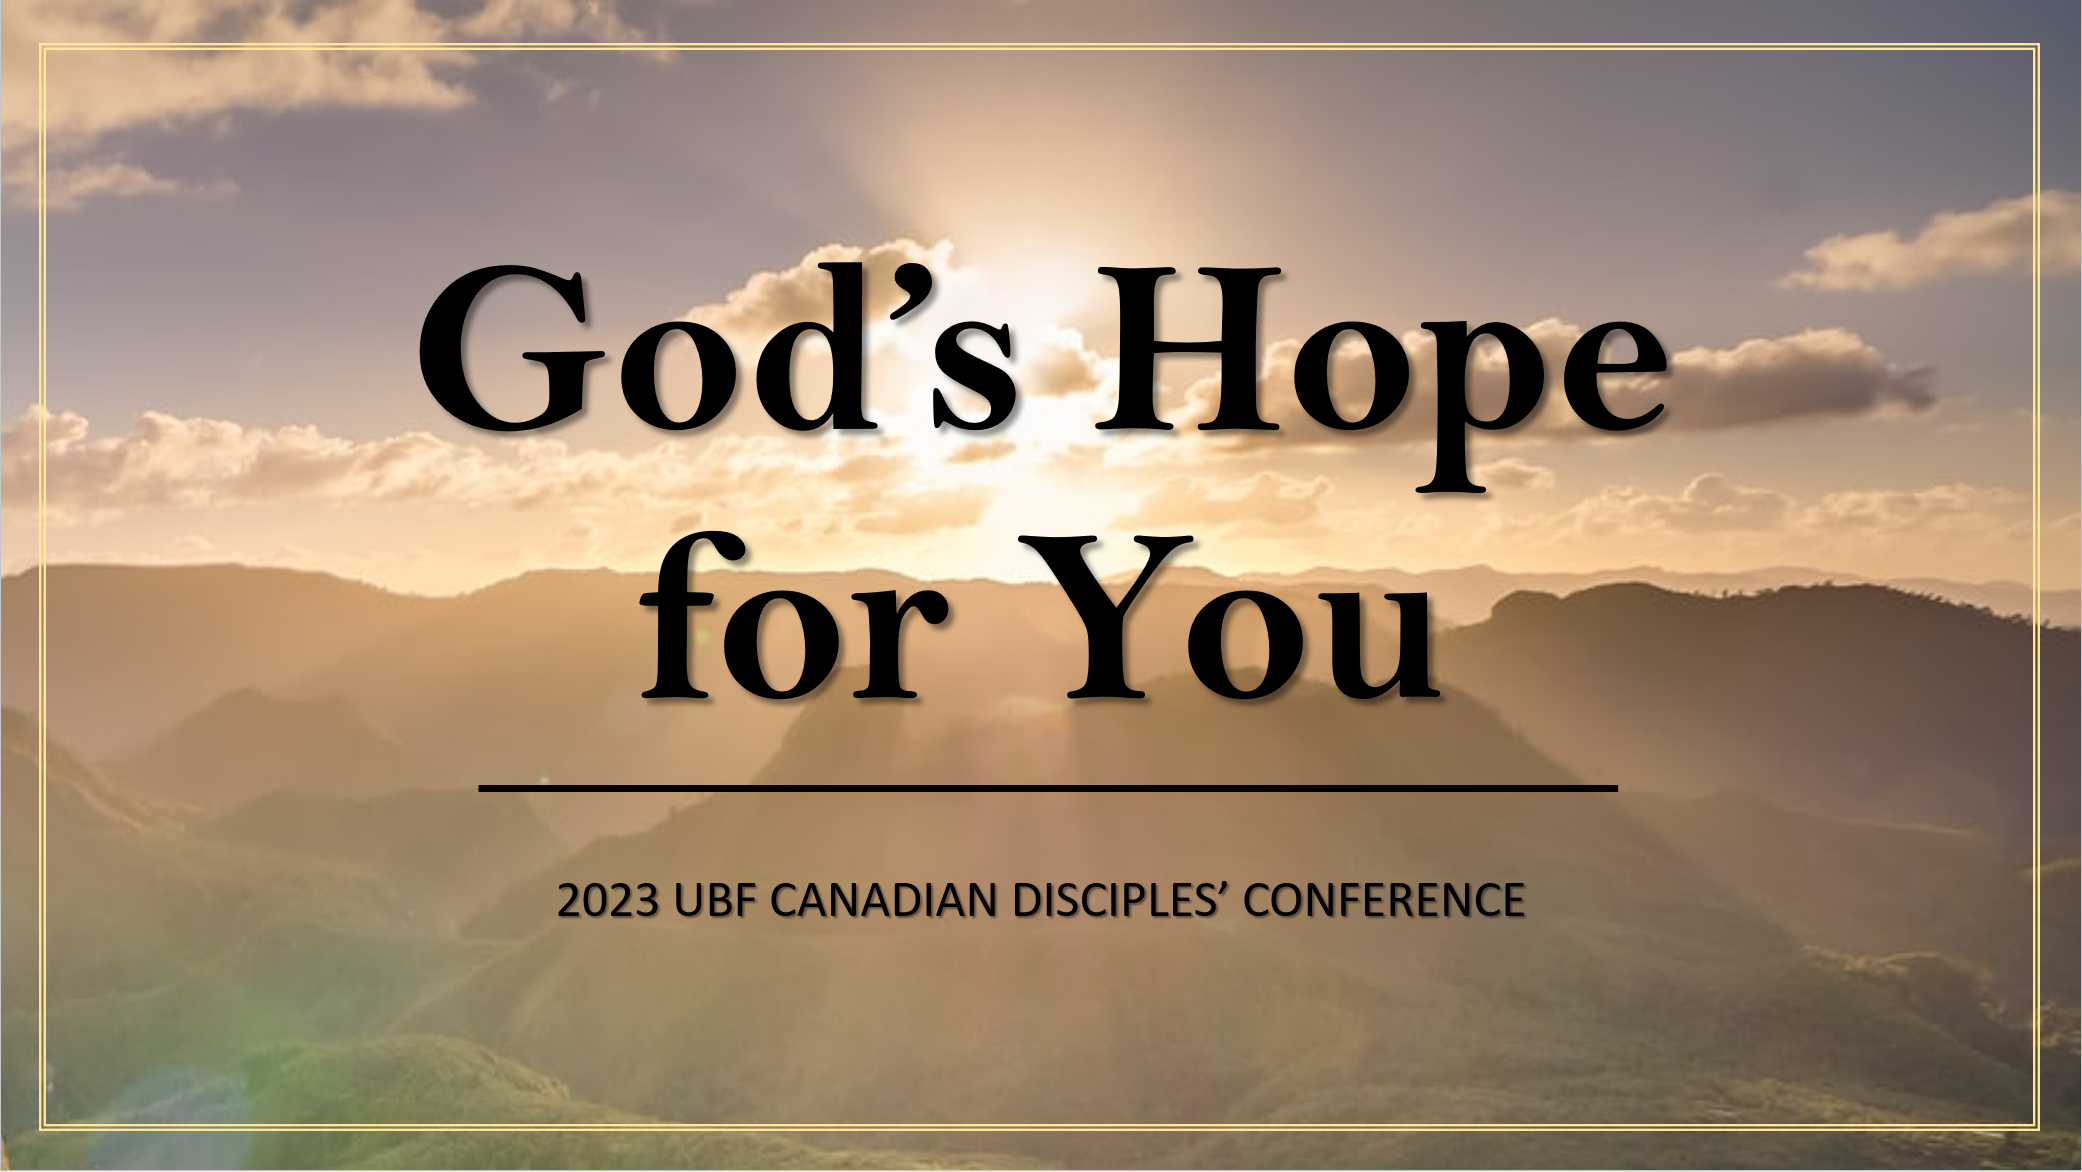 God’s Hope
for You
2023 UBF CANADIAN DISCIPLES’ CONFERENCE